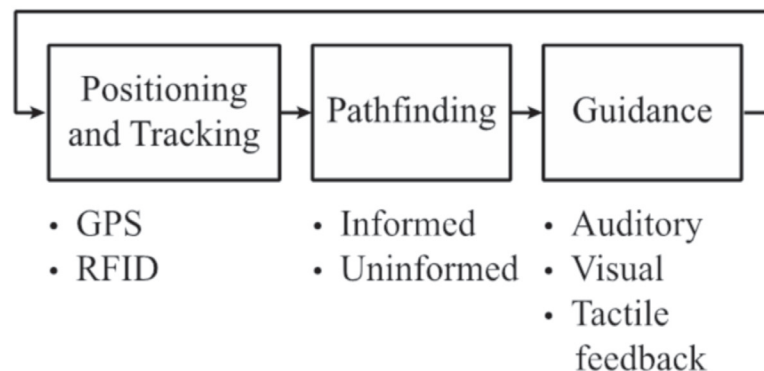 Positioning
and Tracking
Pathfinding
Guidance
• GPS
• RFID
• Informed
• Uninformed
• Auditory
• Visual
• Tactile
feedback